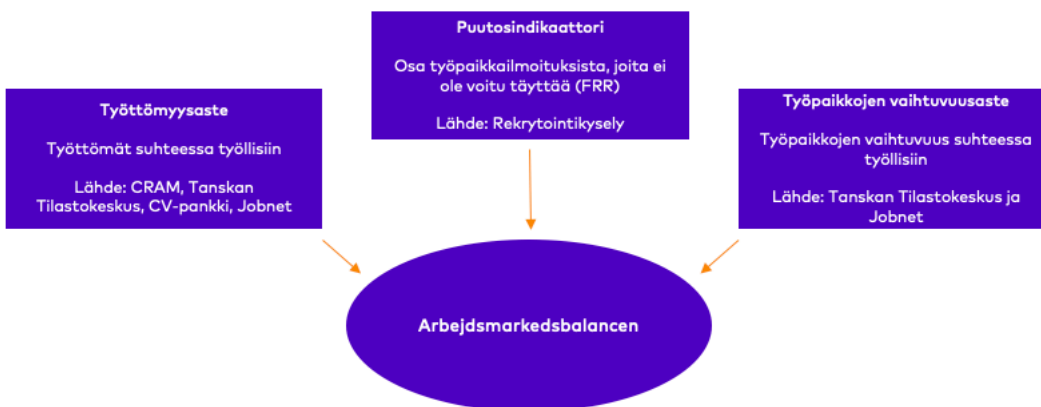 Puutosindikaattori
Osa työpaikkailmoituksista, joita ei
ole voitu täyttää (FRR)
Lähde: Rekrytointikysely
Työttömyysaste
Työttömät suhteessa työllisiin
Lähde: CRAM, Tanskan
Tilastokeskus, CV-pankki, Jobnet
Työpaikkojen vaihtuvuusaste
Työpaikkojen vaihtuvuus suhteessa
työllisiin
Lähde: Tanskan Tilastokeskus ja
Jobnet
Arbejdsmarkedsbalancen